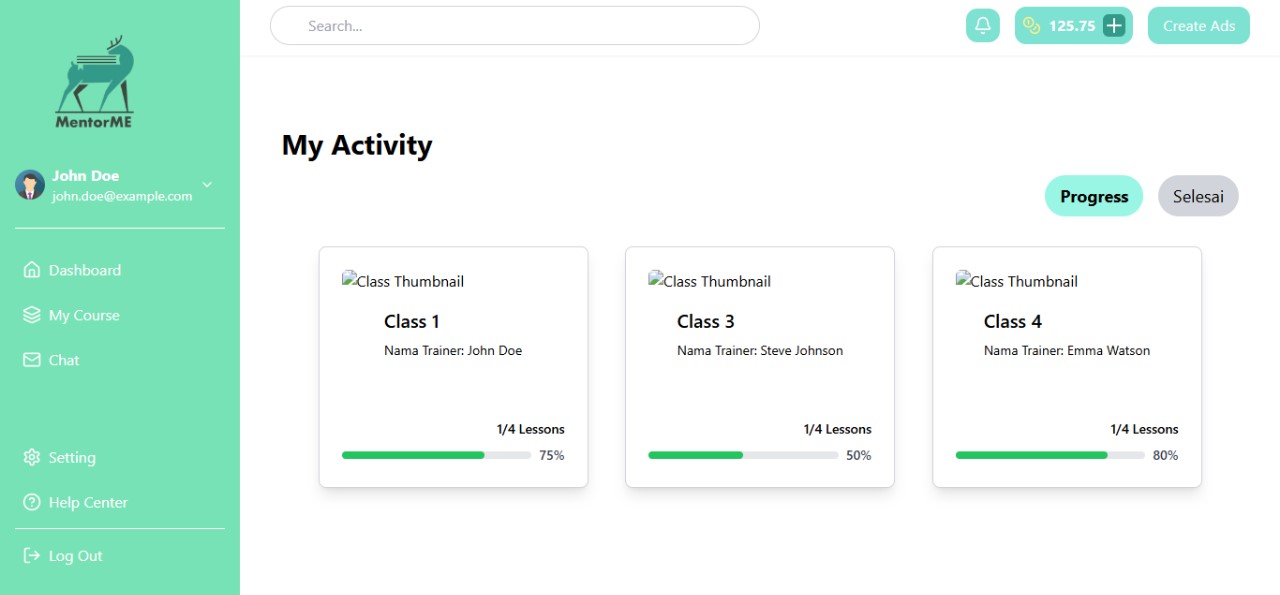 MentorME
John Doe
john.doe@example.com
Dashboard
My Course
Chat
Setting
Help Center
Log Out
Search...
125.75
Create Ads
My Activity
Progress
Selesai
Class Thumbnail
Class 1
Nama Trainer: John Doe
1/4 Lessons
75%
Class Thumbnail
Class 3
Nama Trainer: Steve Johnson
1/4 Lessons
50%
Class Thumbnail
Class 4
Nama Trainer: Emma Watson
1/4 Lessons
80%